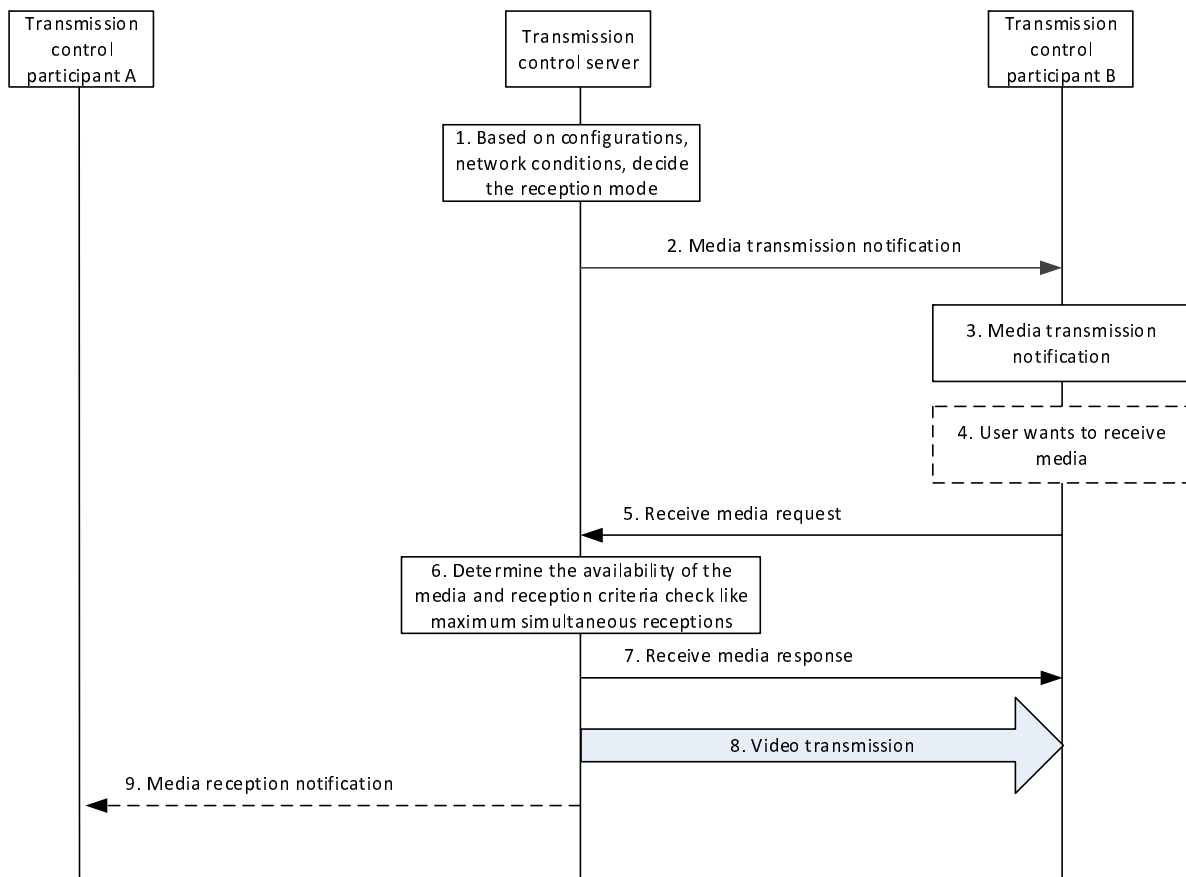 Transmission
control
participant A
Transmission
control server
Transmission
control
participant B
1. Based on configurations,
network conditions, decide
the reception mode
2. Media transmission notification
3. Media transmission
notification
4. User wants to receive
media
5. Receive media request
6. Determine the availability of the
media and reception criteria check like
maximum simultaneous receptions
7. Receive media response
8. Video transmission
9. Media reception notification